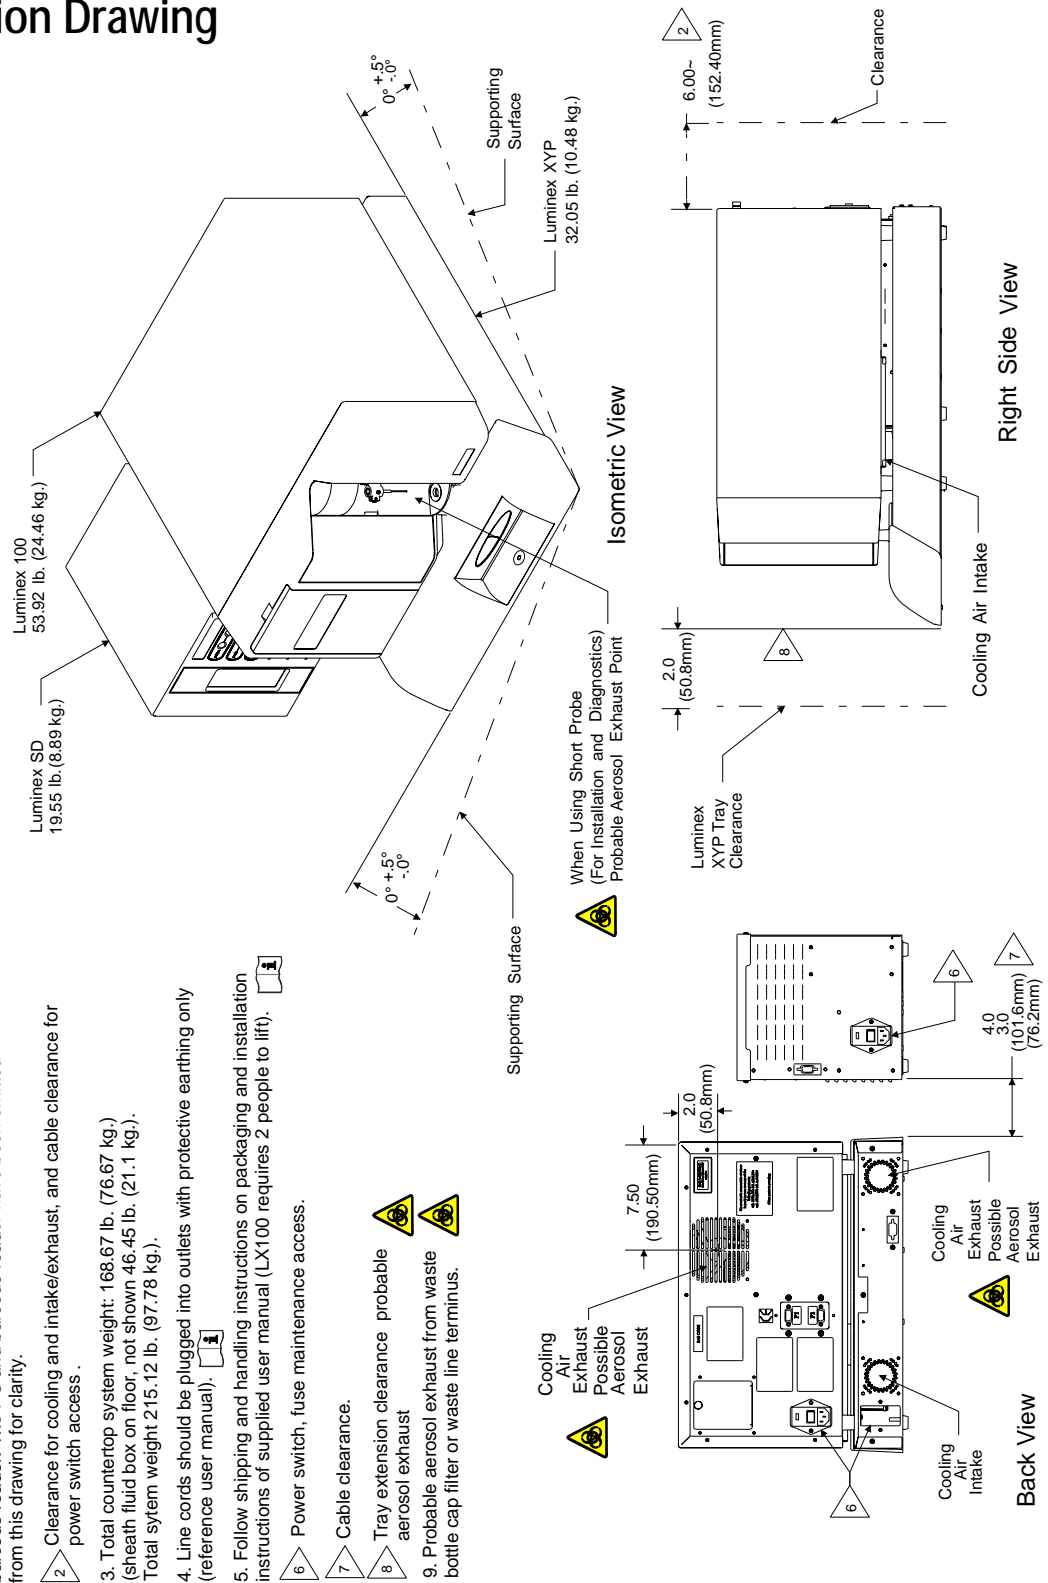 ion Drawing
from this drawing for clarity.
2
Clearance for cooling and intake/exhaust, and cable clearance for
power switch access .
3. Total countertop system weight: 168.67 lb. (76.67 kg.)
(sheath fluid box on floor, not shown 46.45 lb. (21.1 kg.).
Total sytem weight 215.12 lb. (97.78 kg.).
4. Line cords should be plugged into outlets with protective earthing only
(reference user manual).
i
5. Follow shipping and handling instructions on packaging and installation
instructions of supplied user manual (LX100 requires 2 people to lift).
i
6
Power switch, fuse maintenance access.
7
Cable clearance.
8
Tray extension clearance probable
aerosol exhaust
9. Probable aerosol exhaust from waste
bottle cap filter or waste line terminus.
Luminex SD
19.55 lb. (8.89 kg.)
Luminex 100
53.92 lb. (24.46 kg.)
0° +.5°
-.0°
Supporting
Surface
Luminex XYP
32.05 lb. (10.48 kg.)
0° +.5°
-.0°
Supporting Surface
Isometric View
When Using Short Probe
(For Installation and Diagnostics)
Probable Aerosol Exhaust Point
2
6.00~
(152.40mm)
Clearance
2.0
(50.8mm)
8
Luminex
XYP Tray
Clearance
Cooling Air Intake
Right Side View
7.50
(190.50mm)
2.0
(50.8mm)
Cooling
Air
Exhaust
Possible
Aerosol
Exhaust
6
7
4.0
3.0
(101.6mm)
(76.2mm)
Cooling
Air
Exhaust
Possible
Aerosol
Exhaust
Cooling
Air
Intake
6
Back View